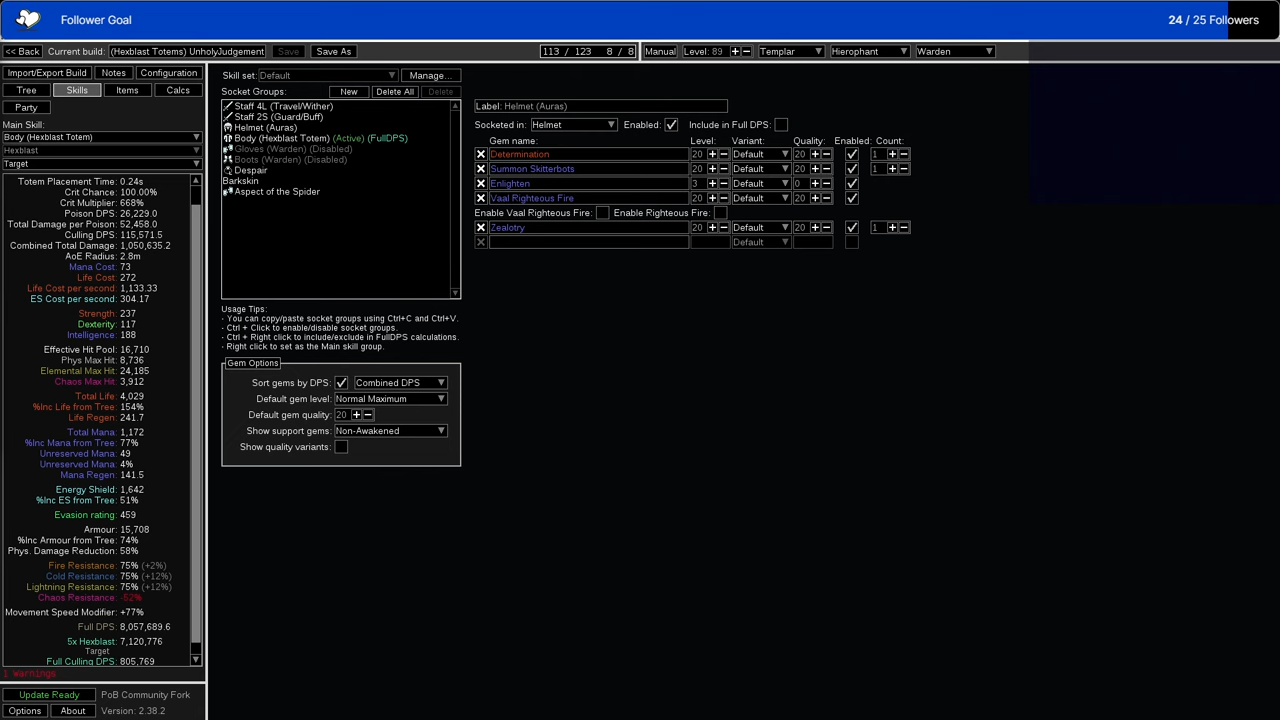 Follower Goal
24 / 25 Followers
<< Back
Current build: (Hexblast Totems) UnholyJudgement
Save
Save As
113 / 123 8 / 8
Manual
Level: 89
Templar
Hierophant
Warden
Import/Export Build
Notes
Configuration
Tree
Skills
Items
Calcs
Party
Main Skill:
Body (Hexblast Totem)
Hexblast
Target
Totem Placement Time: 0.24s
Crit Chance: 100.00%
Crit Multiplier: 668%
Poison DPS: 26,229.0
Total Damage per Poison: 52,458.0
Culling DPS: 115,571.5
Combined Total Damage: 1,050,635.2
AoE Radius: 2.8m
Mana Cost: 73
Life Cost: 272
Life Cost per second: 1,133.33
ES Cost per second: 304.17
Strength: 237
Dexterity: 117
Intelligence: 188
Effective Hit Pool: 16,710
Phys Max Hit: 8,736
Elemental Max Hit: 24,185
Chaos Max Hit: 3,912
Total Life: 4,029
%Inc Life from Tree: 154%
Life Regen: 241.7
Total Mana: 1,172
%Inc Mana from Tree: 77%
Unreserved Mana: 49
Unreserved Mana: 4%
Mana Regen: 141.5
Energy Shield: 1,642
%Inc ES from Tree: 51%
Evasion rating: 459
Armour: 15,708
%Inc Armour from Tree: 74%
Phys. Damage Reduction: 58%
Fire Resistance: 75% (+2%)
Cold Resistance: 75% (+12%)
Lightning Resistance: 75% (+12%)
Chaos Resistance: -52%
Movement Speed Modifier: +77%
Full DPS: 8,057,689.6
5x Hexblast: 7,120,776
Target
Full Culling DPS: 805,769
1 Warnings
Update Ready
PoB Community Fork
Options
About
Version: 2.38.2
Skill set: Default
Manage...
Socket Groups:
New
Delete All
Delete
Staff 4L (Travel/Wither)
Staff 2S (Guard/Buff)
Helmet (Auras)
Body (Hexblast Totem) (Active) (FullDPS)
Gloves (Warden) (Disabled)
Boots (Warden) (Disabled)
Despair
Barkskin
Aspect of the Spider
Usage Tips:
- You can copy/paste socket groups using Ctrl+C and Ctrl+V.
- Ctrl + Click to enable/disable socket groups.
- Ctrl + Right click to include/exclude in FullDPS calculations.
- Right click to set as the Main skill group.
Gem Options
Sort gems by DPS: Combined DPS
Default gem level: Normal Maximum
Default gem quality: 20
Show support gems: Non-Awakened
Show quality variants:
Label: Helmet (Auras)
Socketed in: Helmet
Enabled:
Include in Full DPS:
Gem name: Level: Variant: Quality: Enabled: Count:
Determination 20 Default 20 1
Summon Skitterbots 20 Default 20 1
Enlighten 3 Default 0
Vaal Righteous Fire 20 Default 20
Enable Vaal Righteous Fire: Enable Righteous Fire:
Zealotry 20 Default 20 1
Default